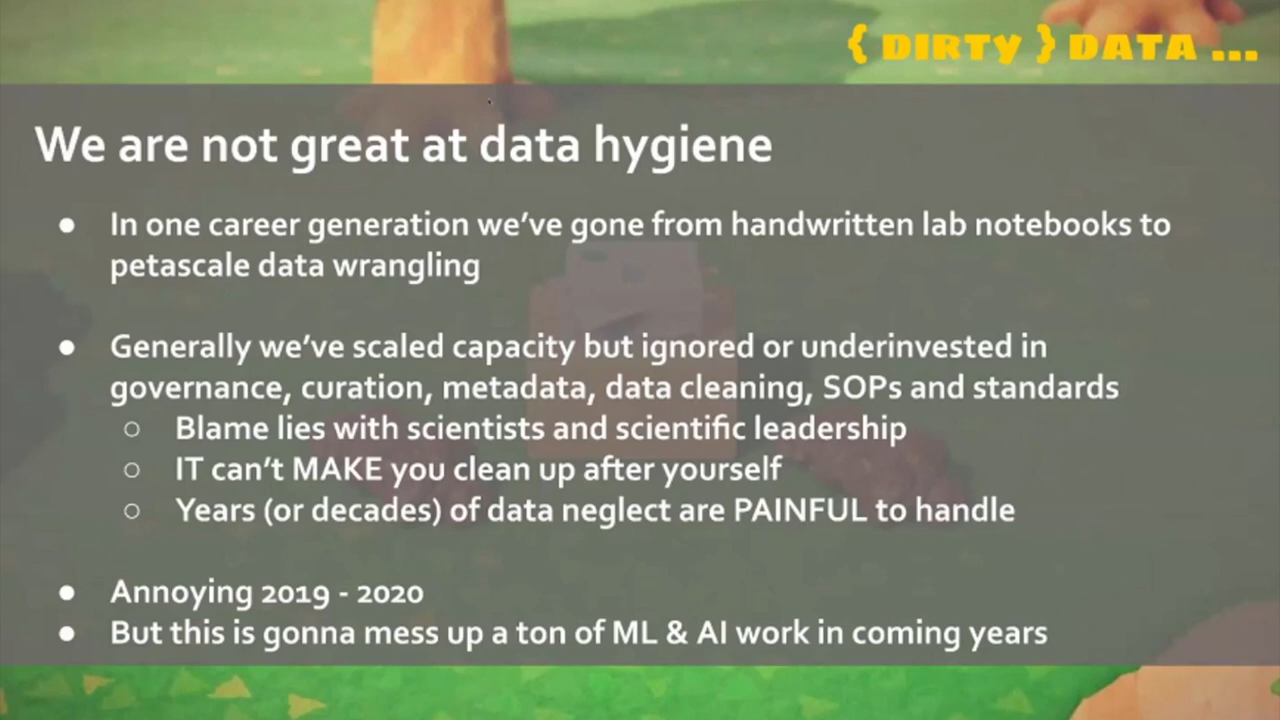 { DIRTY } DATA ...
We are not great at data hygiene
● In one career generation we've gone from handwritten lab notebooks to
petascale data wrangling
● Generally we've scaled capacity but ignored or underinvested in
governance, curation, metadata, data cleaning, SOPs and standards
○ Blame lies with scientists and scientific leadership
○ IT can't MAKE you clean up after yourself
○ Years (or decades) of data neglect are PAINFUL to handle
● Annoying 2019 - 2020
● But this is gonna mess up a ton of ML & AI work in coming years